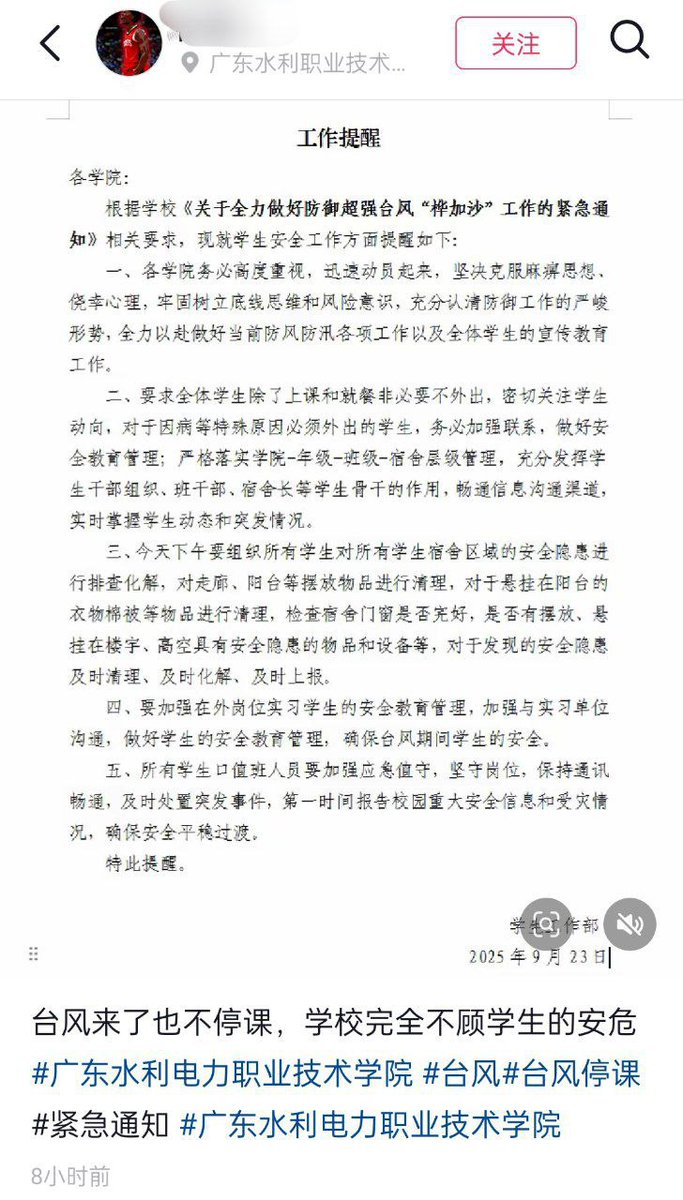 广东水利职业技术...
关注
工作提醒
各学院：
根据学校《关于全力做好防御超强台风“桦加沙”工作的紧急通
知》相关要求，现就学生安全工作方面提醒如下：
一、各学院务必高度重视，迅速动员起来，坚决克服麻痹思想、
侥幸心理，牢固树立底线思维和风险意识，充分认清防御工作的严峻
形势，全力以赴做好当前防风防汛各项工作以及全体学生的宣传教育
工作。
二、要求全体学生除了上课和就餐非必要不外出，密切关注学生
动向，对于因病等特殊原因必须外出的学生，务必加强联系，做好安
全教育管理；严格落实学院-年级-班级-宿舍层级管理，充分发挥学
生干部组织、班干部、宿舍长等学生骨干的作用，畅通信息沟通渠道，
实时掌握学生动态和突发情况。
三、今天下午要组织所有学生对所有学生宿舍区域的安全隐患进
行排查化解，对走廊、阳台等摆放物品进行清理，对于悬挂在阳台的
衣物棉被等物品进行清理，检查宿舍门窗是否完好，是否有摆放、悬
挂在楼宇、高空具有安全隐患的物品和设备等，对于发现的安全隐患
及时清理、及时化解、及时上报。
四、要加强在外岗位实习学生的安全教育管理，加强与实习单位
沟通，做好学生的安全教育管理，确保台风期间学生的安全。
五、所有学生口值班人员要加强应急值守，坚守岗位，保持通讯
畅通，及时处置突发事件，第一时间报告校园重大安全信息和受灾情
况，确保安全平稳过渡。
特此提醒。
学生工作部
2025 年 9 月 23 日
台风来了也不停课，学校完全不顾学生的安危
#广东水利电力职业技术学院 #台风#台风停课
#紧急通知 #广东水利电力职业技术学院
8小时前